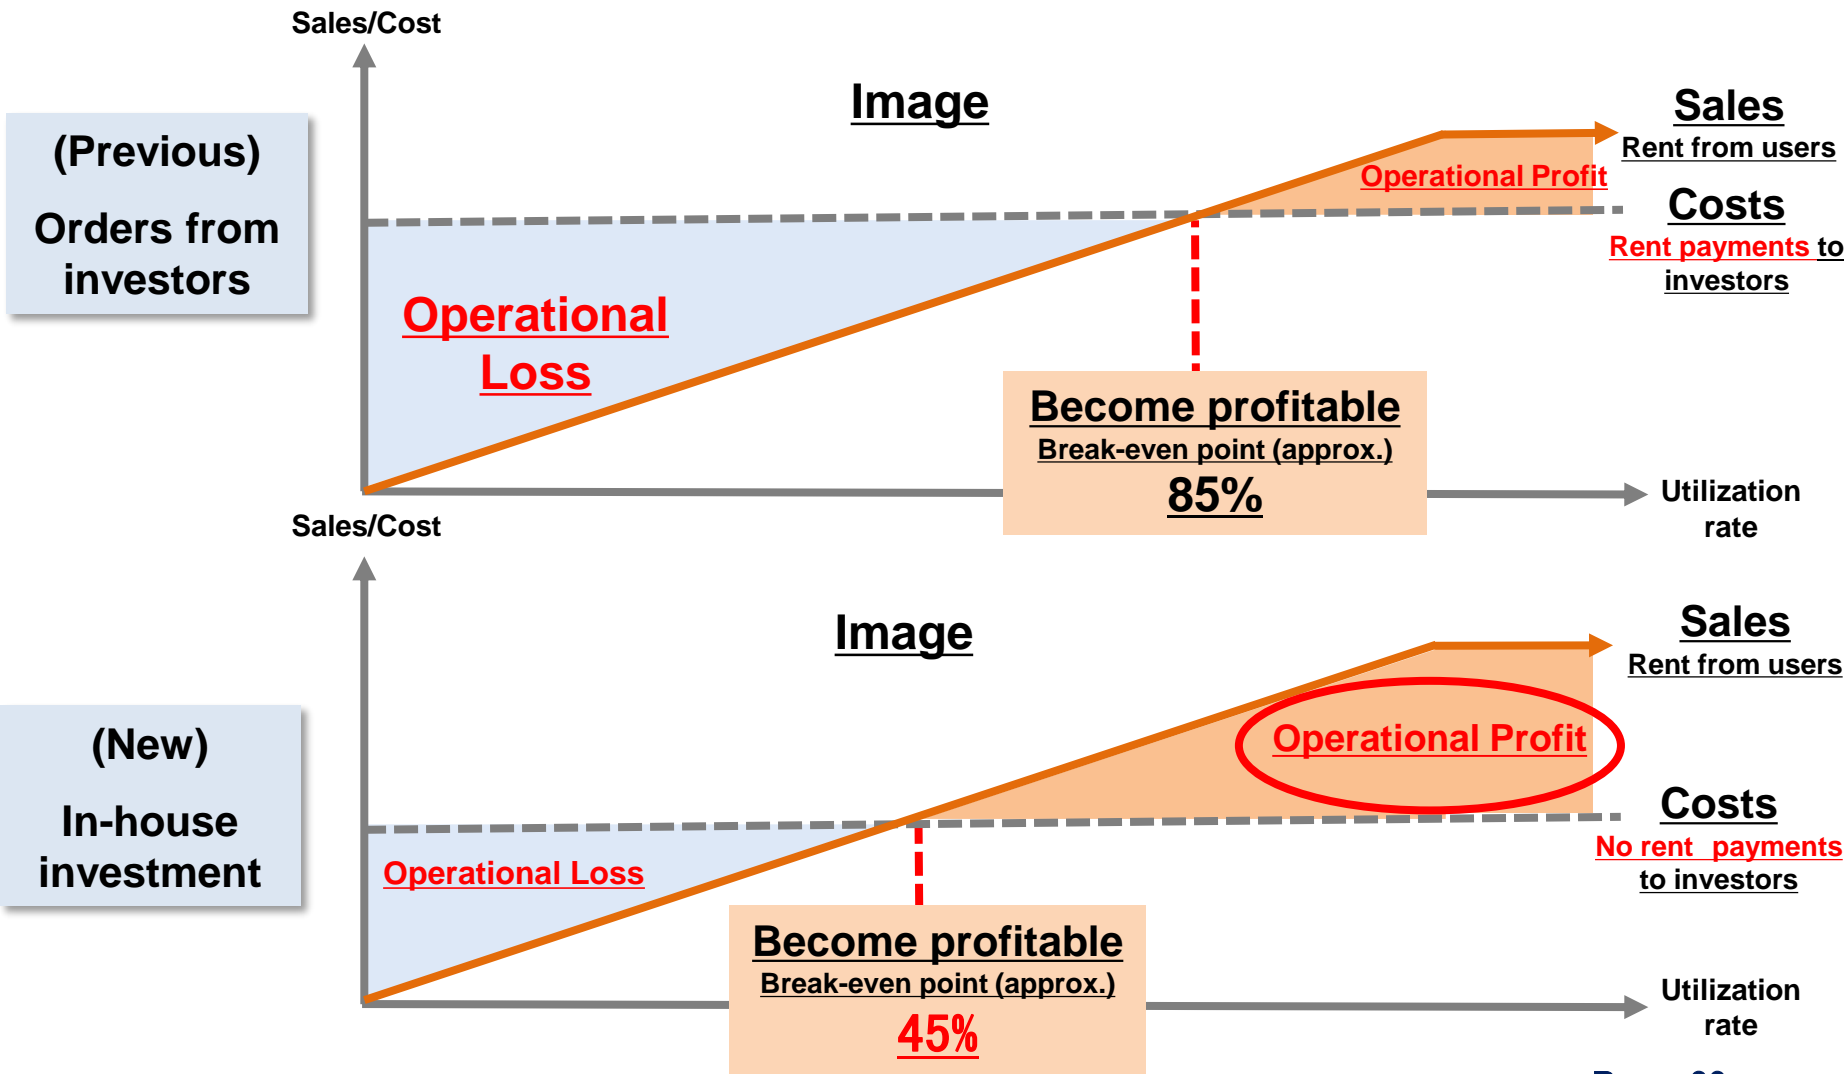 Sales/Cost
Image
(Previous)
Orders from
investors
Sales
Rent from users
Operational Profit
Costs
Rent payments to
investors
Operational
Loss
Become profitable
Break-even point (approx.)
85%
Utilization
rate
Sales/Cost
Image
(New)
In-house
investment
Sales
Rent from users
Operational Profit
Costs
No rent payments
to investors
Operational Loss
Become profitable
Break-even point (approx.)
45%
Utilization
rate